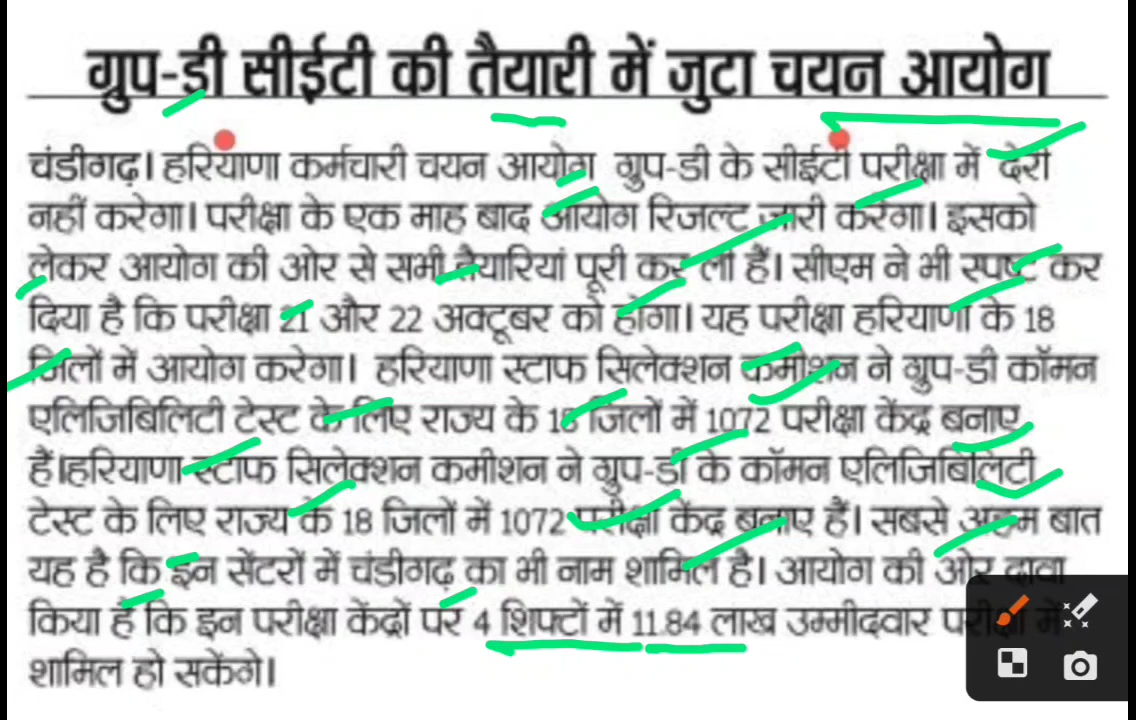 ग्रुप-डी सीईटी की तैयारी में जुटा चयन आयोग
चंडीगढ़। हरियाणा कर्मचारी चयन आयोग ग्रुप-डी के सीईटी परीक्षा में देरी
नहीं करेगा। परीक्षा के एक माह बाद आयोग रिजल्ट जारी करेगा। इसको
लेकर आयोग की ओर से सभी तैयारियां पूरी कर ली हैं। सीएम ने भी स्पष्ट कर
दिया है कि परीक्षा 21 और 22 अक्टूबर को होगा। यह परीक्षा हरियाणा के 18
जिलों में आयोग करेगा। हरियाणा स्टाफ सिलेक्शन कमीशन ने ग्रुप-डी कॉमन
एलिजिबिलिटी टेस्ट के लिए राज्य के 18 जिलों में 1072 परीक्षा केंद्र बनाए
हैं।हरियाणा स्टाफ सिलेक्शन कमीशन ने ग्रुप-डी के कॉमन एलिजिबिलिटी
टेस्ट के लिए राज्य के 18 जिलों में 1072 परीक्षा केंद्र बनाए हैं। सबसे अहम बात
यह है कि इन सेंटरों में चंडीगढ़ का भी नाम शामिल है। आयोग की ओर दावा
किया है कि इन परीक्षा केंद्रों पर 4 शिफ्टों में 11.84 लाख उम्मीदवार परीक्षा में
शामिल हो सकेंगे।